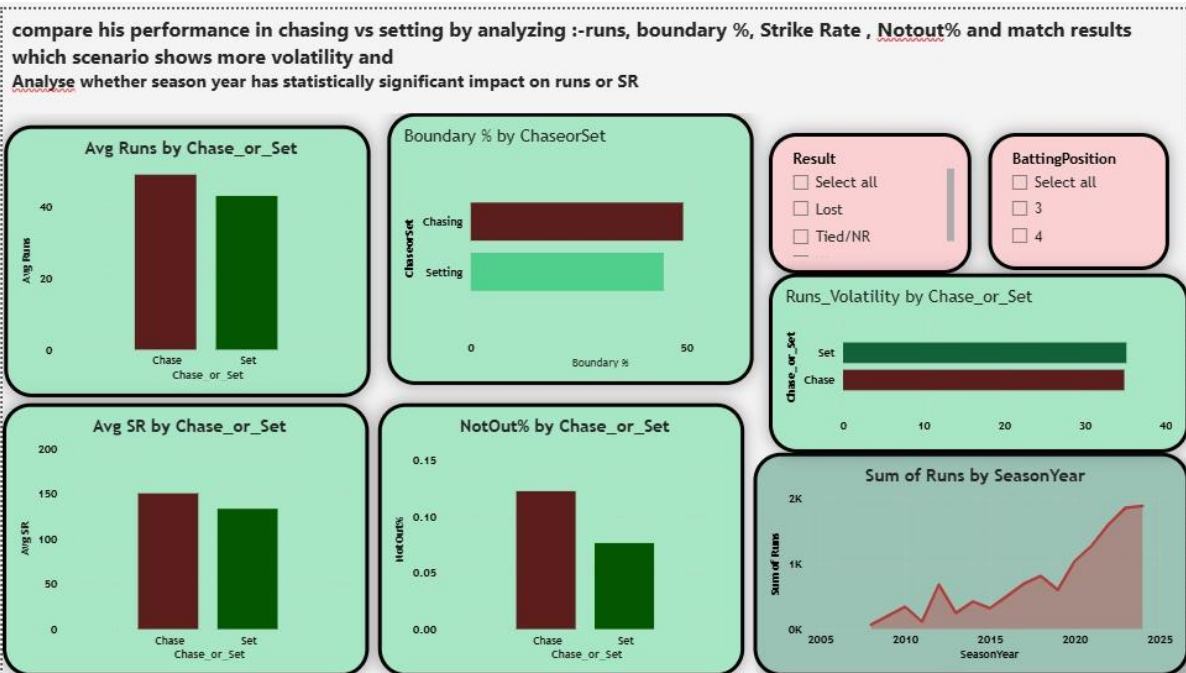 compare his performance in chasing vs setting by analyzing :-runs, boundary %, Strike Rate , Notout% and match results
which scenario shows more volatility and
Analyse whether season year has statistically significant impact on runs or SR
Avg Runs by Chase_or_Set
40
20
0
Avg Runs
Chase
Set
Chase_or_Set
Boundary % by ChaseorSet
ChaseorSet
Chasing
Setting
0
50
Boundary %
Result
Select all
Lost
Tied/NR
BattingPosition
Select all
3
4
Runs_Volatility by Chase_or_Set
Chase_or_Set
Set
Chase
0
10
20
30
40
Avg SR by Chase_or_Set
200
150
100
50
0
Avg SR
Chase
Set
Chase_or_Set
NotOut% by Chase_or_Set
0.15
0.10
0.05
0.00
NotOut%
Chase
Set
Chase_or_Set
Sum of Runs by SeasonYear
2K
1K
0K
Sum of Runs
2005
2010
2015
2020
2025
SeasonYear